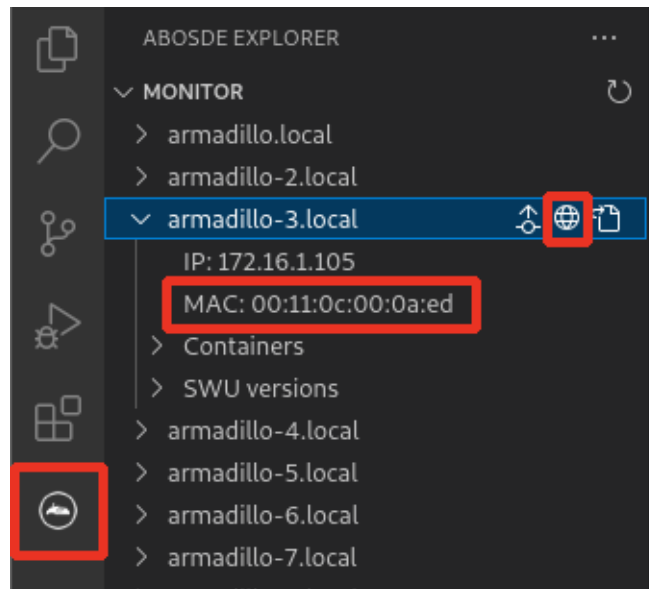 ABOSDE EXPLORER
MONITOR
armadillo.local
armadillo-2.local
armadillo-3.local
IP: 172.16.1.105
MAC: 00:11:0c:00:0a:ed
Containers
SWU versions
armadillo-4.local
armadillo-5.local
armadillo-6.local
armadillo-7.local